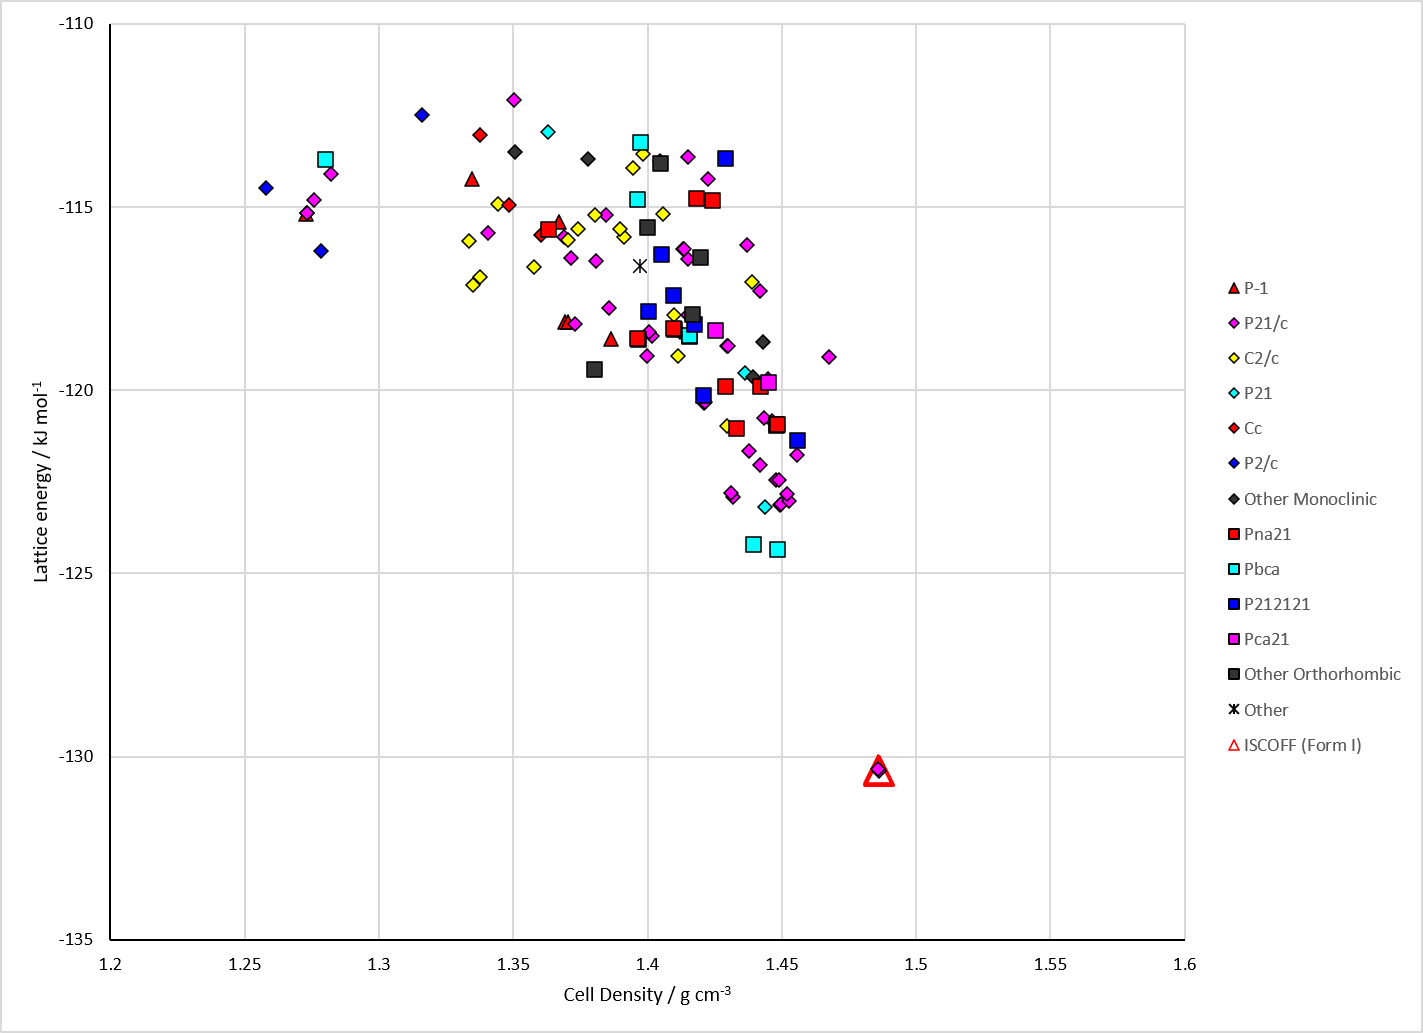 -110
-115
-120
-125
-130
-135
Lattice energy / kJ mol⁻¹
1.2 1.25 1.3 1.35 1.4 1.45 1.5 1.55 1.6
Cell Density / g cm⁻³
P-1
P21/c
C2/c
P21
Cc
P2/c
Other Monoclinic
Pna21
Pbca
P212121
Pca21
Other Orthorhombic
Other
ISCOFF (Form I)